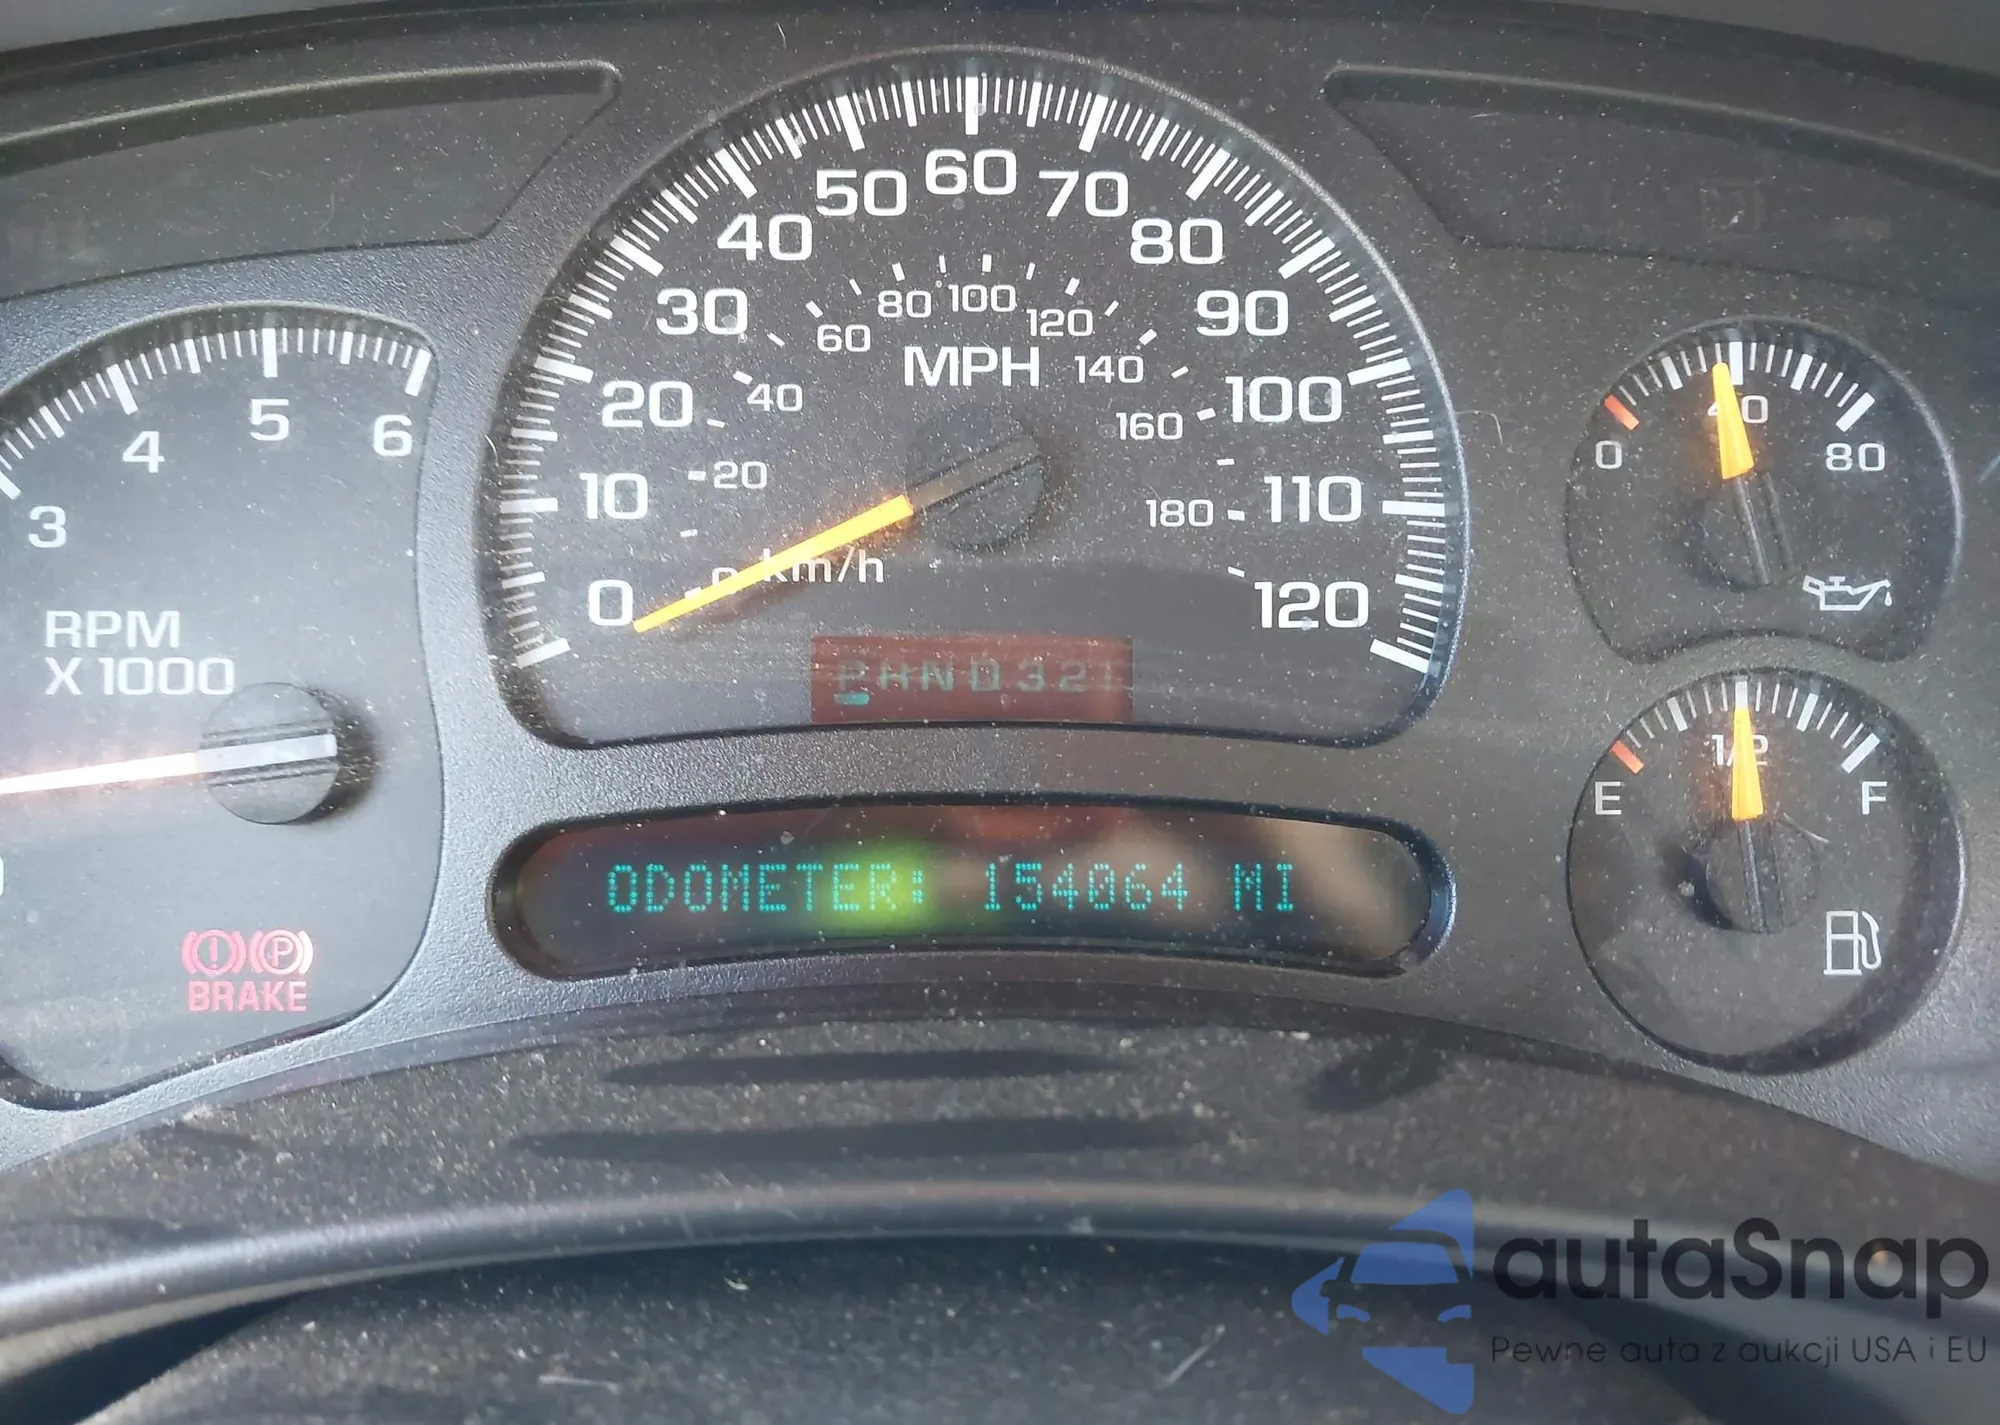 50 60 70
40 80
30 90
20 100
10 110
0 120
60 80 100 120
40 140
20 160
0 180
MPH
km/h
3 4 5 6
RPM
X 1000
0 40 80
E 1/2 F
PRND32
ODOMETER: 154064 MI
BRAKE
autaSnap
Pewne auta z aukcji USA i EU